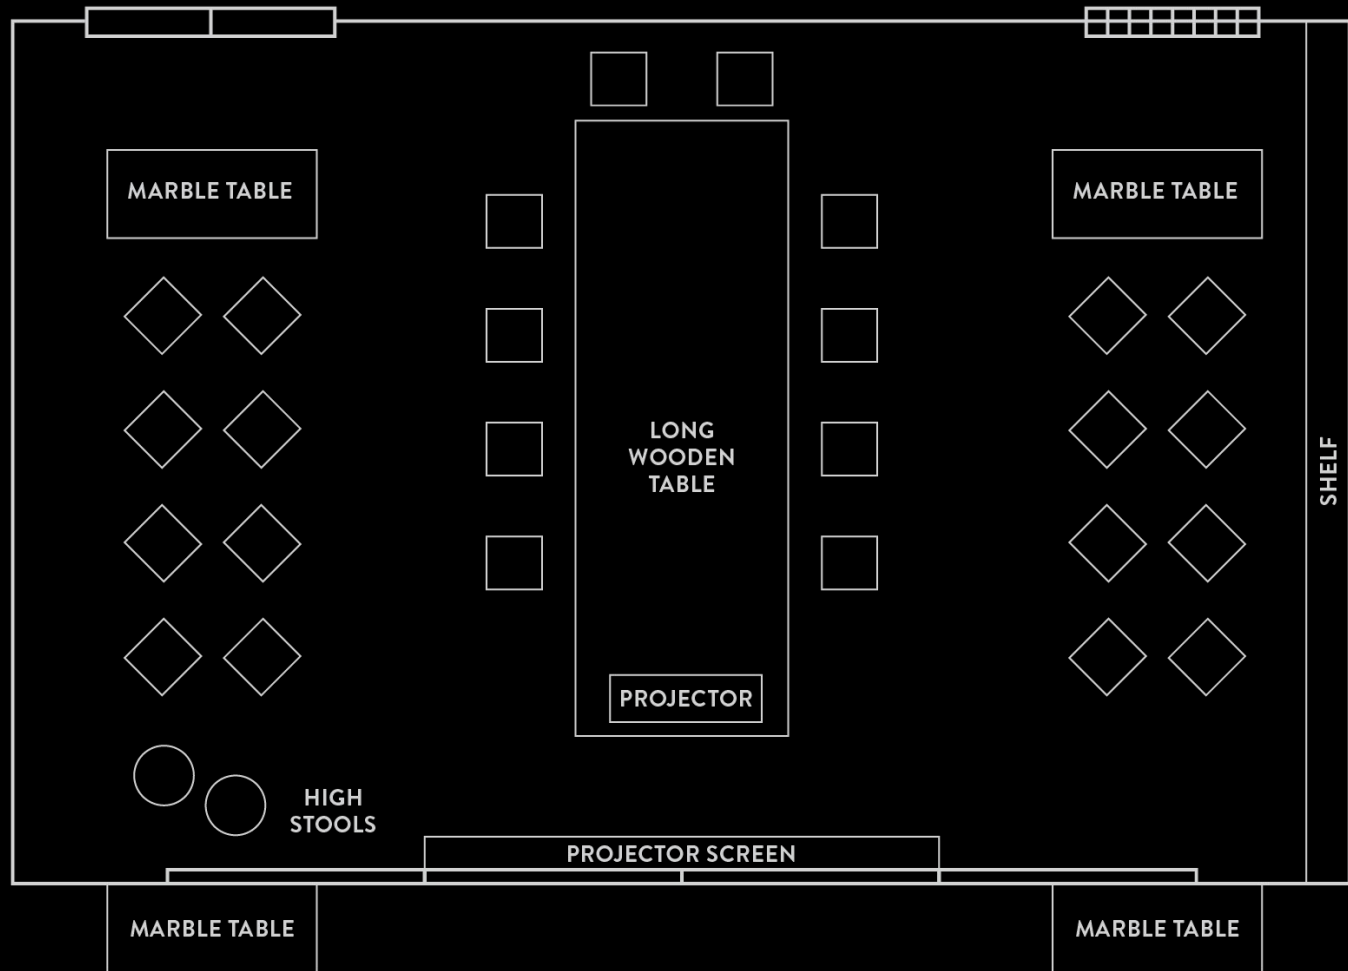 MARBLE TABLE
MARBLE TABLE
LONG
WOODEN
TABLE
SHELF
PROJECTOR
HIGH
STOOLS
PROJECTOR SCREEN
MARBLE TABLE
MARBLE TABLE